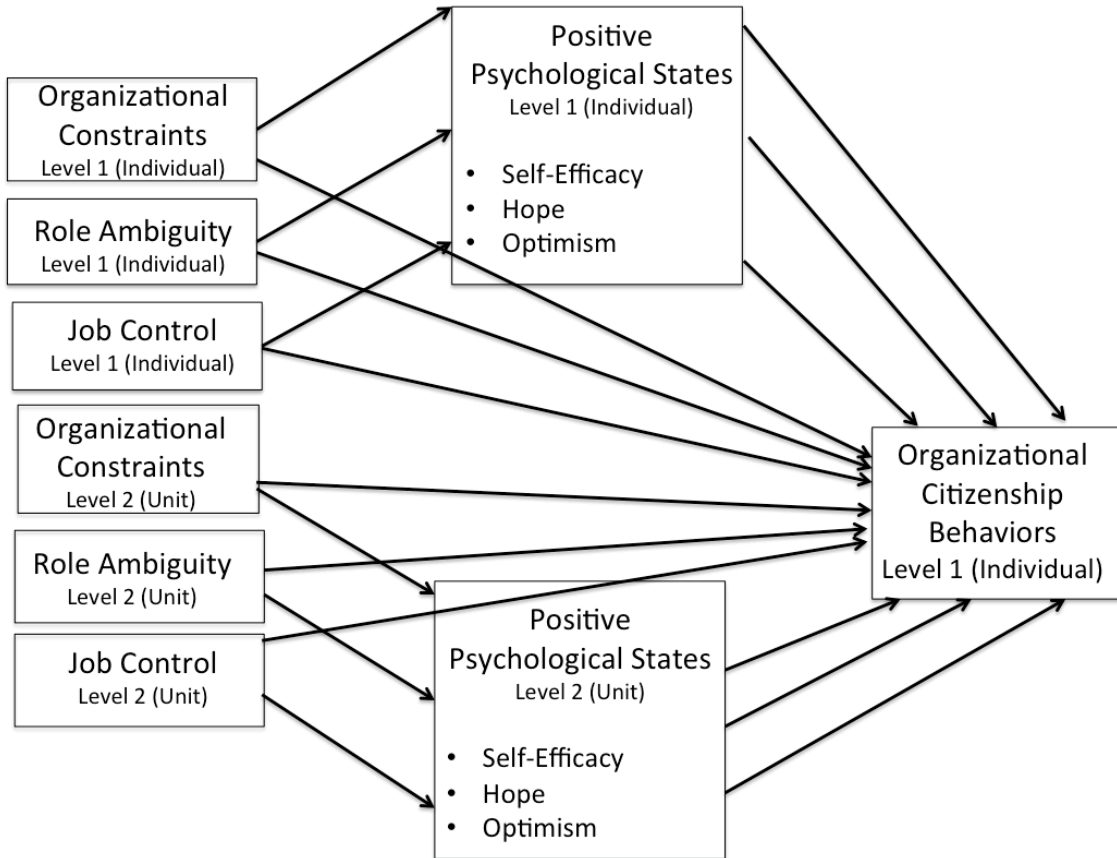 Organizational
Constraints
Level 1 (Individual)
Role Ambiguity
Level 1 (Individual)
Job Control
Level 1 (Individual)
Organizational
Constraints
Level 2 (Unit)
Role Ambiguity
Level 2 (Unit)
Job Control
Level 2 (Unit)
Positive
Psychological States
Level 1 (Individual)
• Self-Efficacy
• Hope
• Optimism
Positive
Psychological States
Level 2 (Unit)
• Self-Efficacy
• Hope
• Optimism
Organizational
Citizenship
Behaviors
Level 1 (Individual)